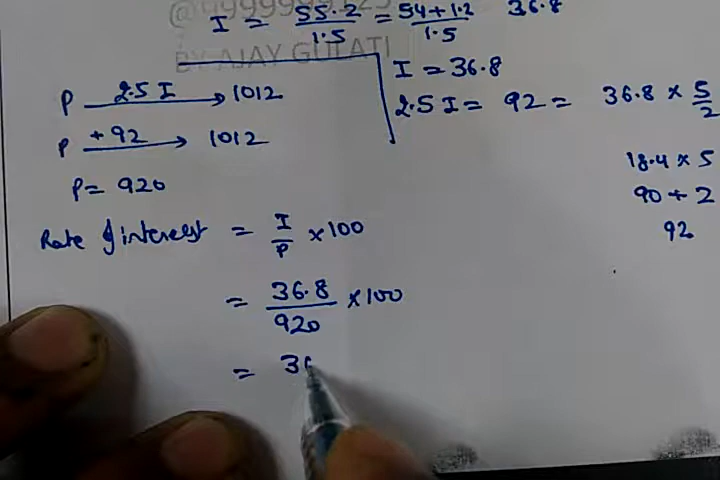 I = 55.2/1.5 = 54+1.2/1.5 36.8
BY AJAY GULATI
I = 36.8
P 2.5 I → 1012
2.5 I = 92 = 36.8 × 5/2
P +92 → 1012
18.4 × 5
P = 920
90 + 2
92
Rate of interest = I/P × 100
= 36.8/920 × 100
= 36